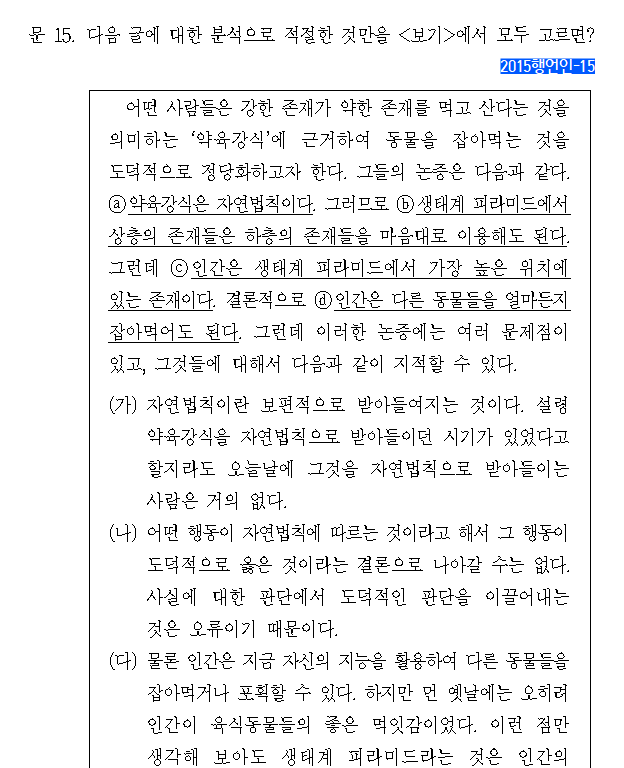 문 15. 다음 글에 대한 분석으로 적절한 것만을 <보기>에서 모두 고르면?
2015행언인-15
어떤 사람들은 강한 존재가 약한 존재를 먹고 산다는 것을
의미하는 ‘약육강식’에 근거하여 동물을 잡아먹는 것을
도덕적으로 정당화하고자 한다. 그들의 논증은 다음과 같다.
ⓐ약육강식은 자연법칙이다. 그러므로 ⓑ생태계 피라미드에서
상층의 존재들은 하층의 존재들을 마음대로 이용해도 된다.
그런데 ⓒ인간은 생태계 피라미드에서 가장 높은 위치에
있는 존재이다. 결론적으로 ⓓ인간은 다른 동물들을 얼마든지
잡아먹어도 된다. 그런데 이러한 논증에는 여러 문제점이
있고, 그것들에 대해서 다음과 같이 지적할 수 있다.
(가) 자연법칙이란 보편적으로 받아들여지는 것이다. 설령
약육강식을 자연법칙으로 받아들이던 시기가 있었다고
할지라도 오늘날에 그것을 자연법칙으로 받아들이는
사람은 거의 없다.
(나) 어떤 행동이 자연법칙에 따르는 것이라고 해서 그 행동이
도덕적으로 옳은 것이라는 결론으로 나아갈 수는 없다.
사실에 대한 판단에서 도덕적인 판단을 이끌어내는
것은 오류이기 때문이다.
(다) 물론 인간은 지금 자신의 지능을 활용하여 다른 동물들을
잡아먹거나 포획할 수 있다. 하지만 먼 옛날에는 오히려
인간이 육식동물들의 좋은 먹잇감이었다. 이런 점만
생각해 보아도 생태계 피라미드라는 것은 인간의